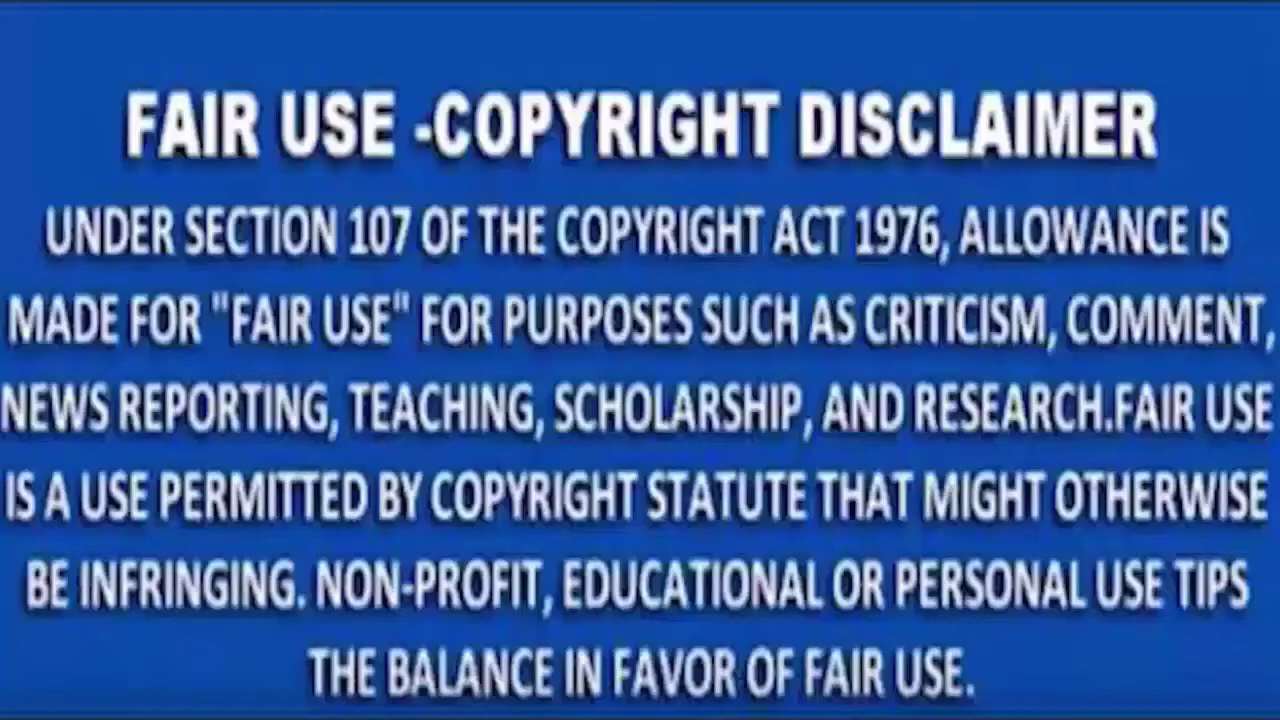 FAIR USE -COPYRIGHT DISCLAIMER
UNDER SECTION 107 OF THE COPYRIGHT ACT 1976, ALLOWANCE IS
MADE FOR "FAIR USE" FOR PURPOSES SUCH AS CRITICISM, COMMENT,
NEWS REPORTING, TEACHING, SCHOLARSHIP, AND RESEARCH.FAIR USE
IS A USE PERMITTED BY COPYRIGHT STATUTE THAT MIGHT OTHERWISE
BE INFRINGING. NON-PROFIT, EDUCATIONAL OR PERSONAL USE TIPS
THE BALANCE IN FAVOR OF FAIR USE.